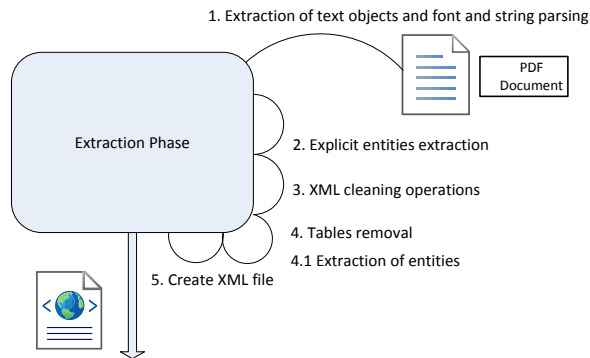 1. Extraction of text objects and font and string parsing
PDF
Document
Extraction Phase
2. Explicit entities extraction
3. XML cleaning operations
4. Tables removal
4.1 Extraction of entities
5. Create XML file